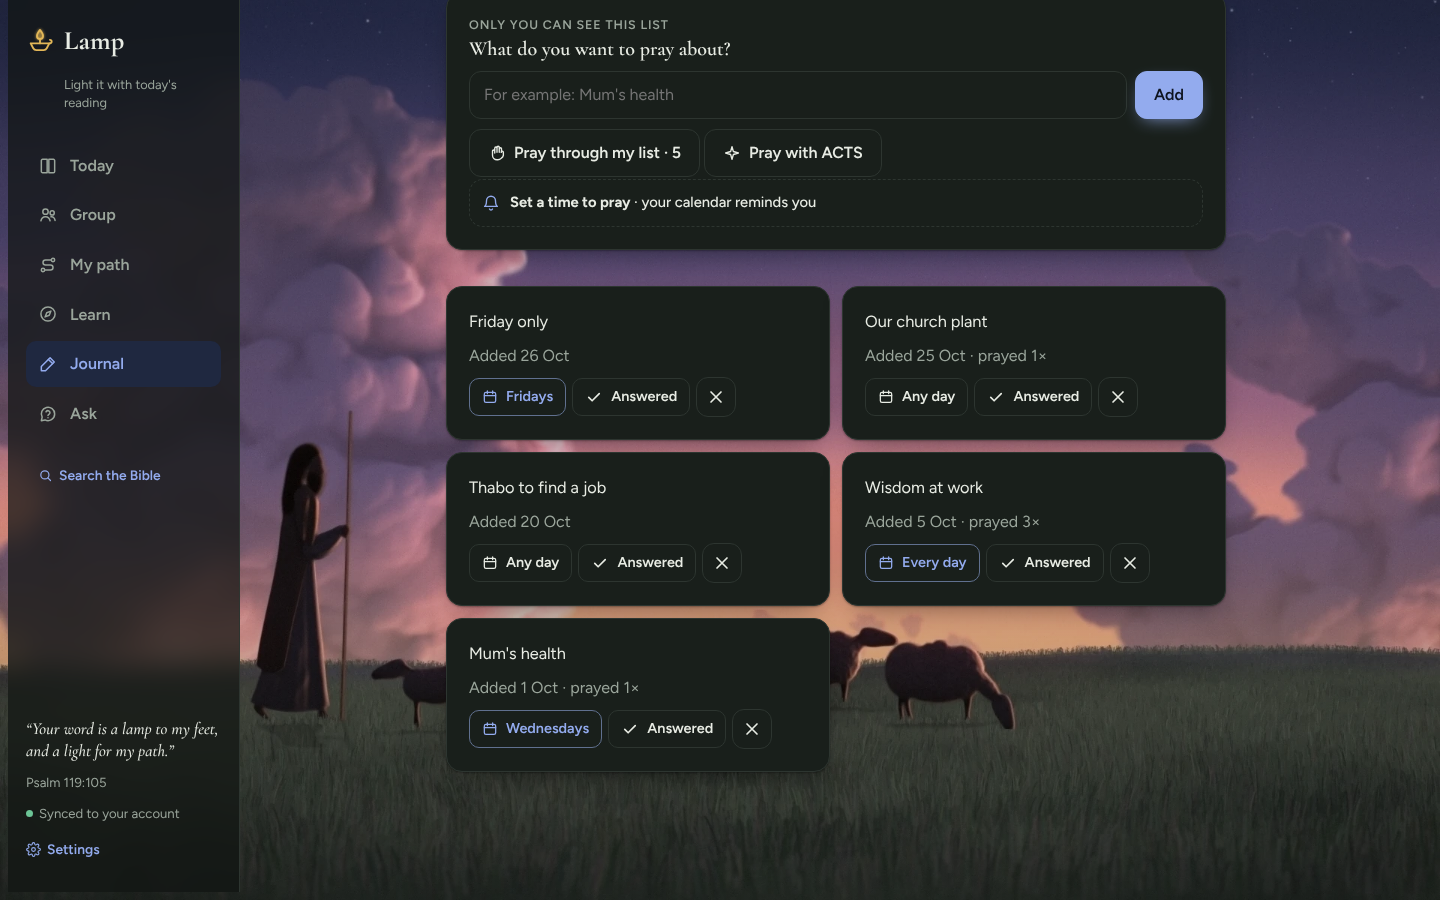 Lamp
Light it with today's
reading
Today
Group
My path
Learn
Journal
Ask
Search the Bible
“Your word is a lamp to my feet,
and a light for my path.”
Psalm 119:105
Synced to your account
Settings
ONLY YOU CAN SEE THIS LIST
What do you want to pray about?
For example: Mum's health
Add
Pray through my list · 5
Pray with ACTS
Set a time to pray · your calendar reminds you
Friday only
Added 26 Oct
Fridays
Answered
Our church plant
Added 25 Oct · prayed 1×
Any day
Answered
Thabo to find a job
Added 20 Oct
Any day
Answered
Wisdom at work
Added 5 Oct · prayed 3×
Every day
Answered
Mum's health
Added 1 Oct · prayed 1×
Wednesdays
Answered